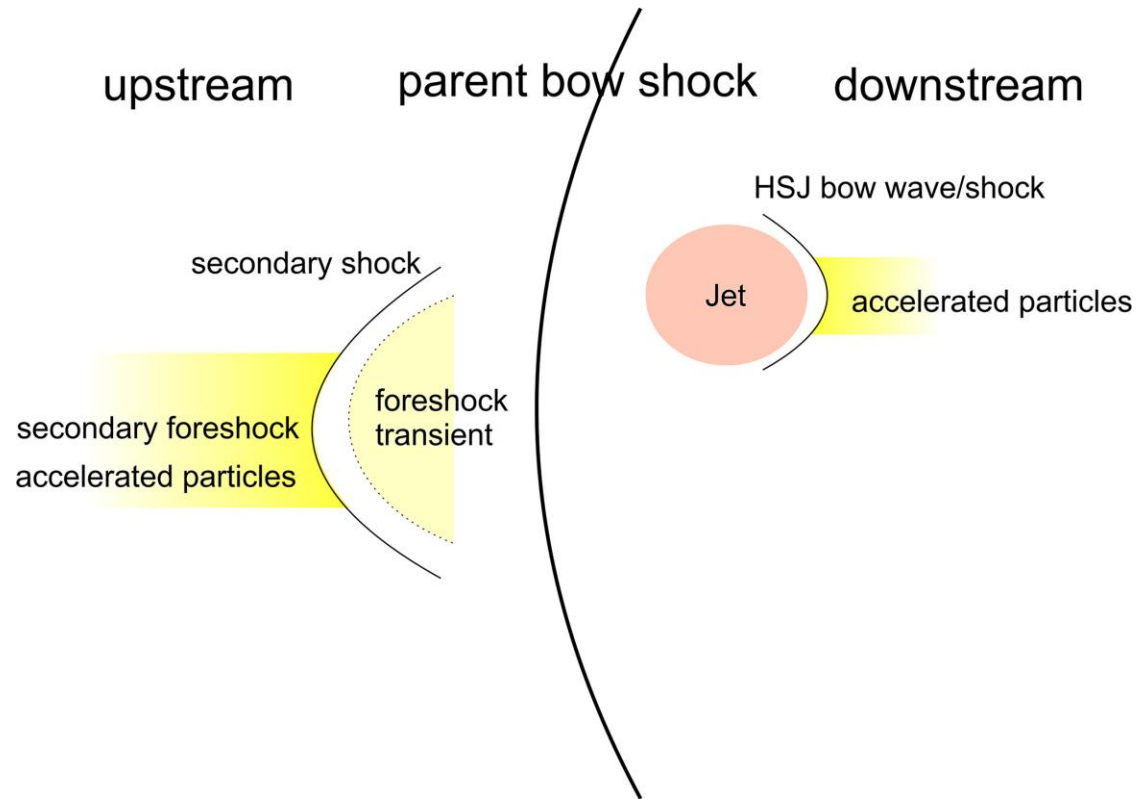 upstream
parent bow shock
downstream
HSJ bow wave/shock
secondary shock
Jet
accelerated particles
foreshock
transient
secondary foreshock
accelerated particles